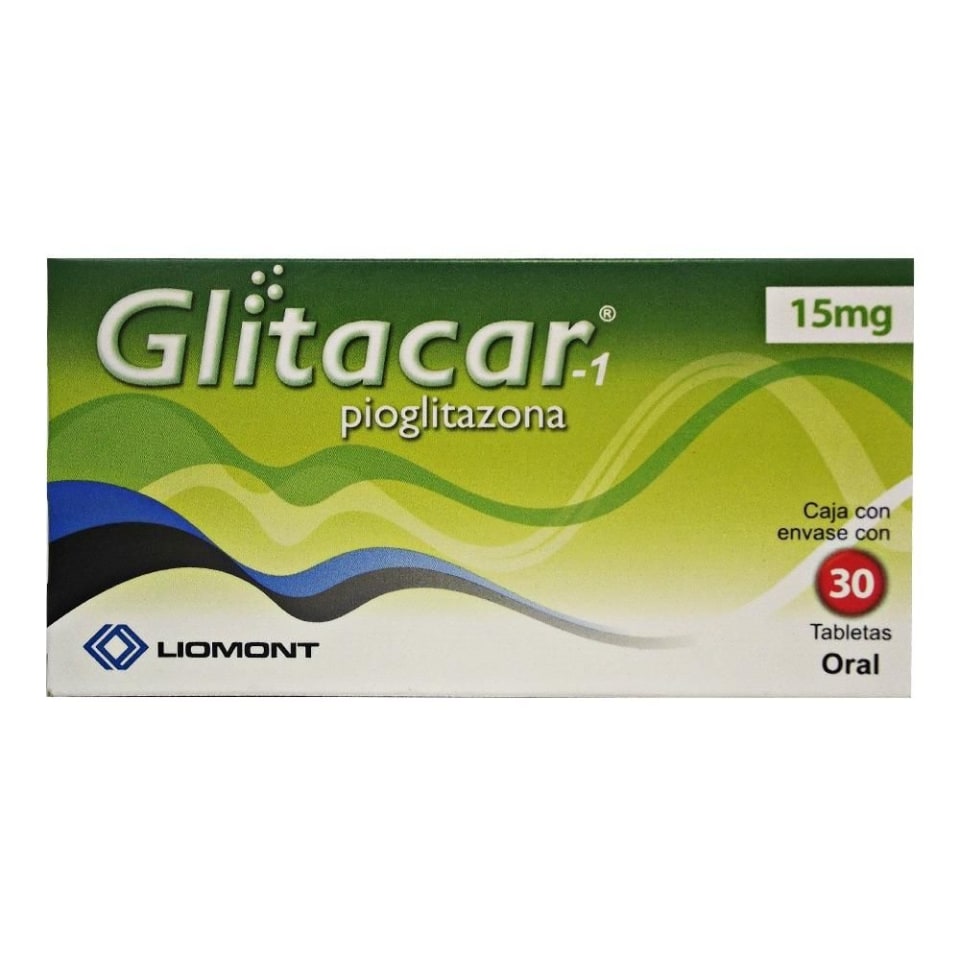 Glitacar®-1
pioglitazona
15mg
Caja con
envase con
30
Tabletas
Oral
LIOMONT